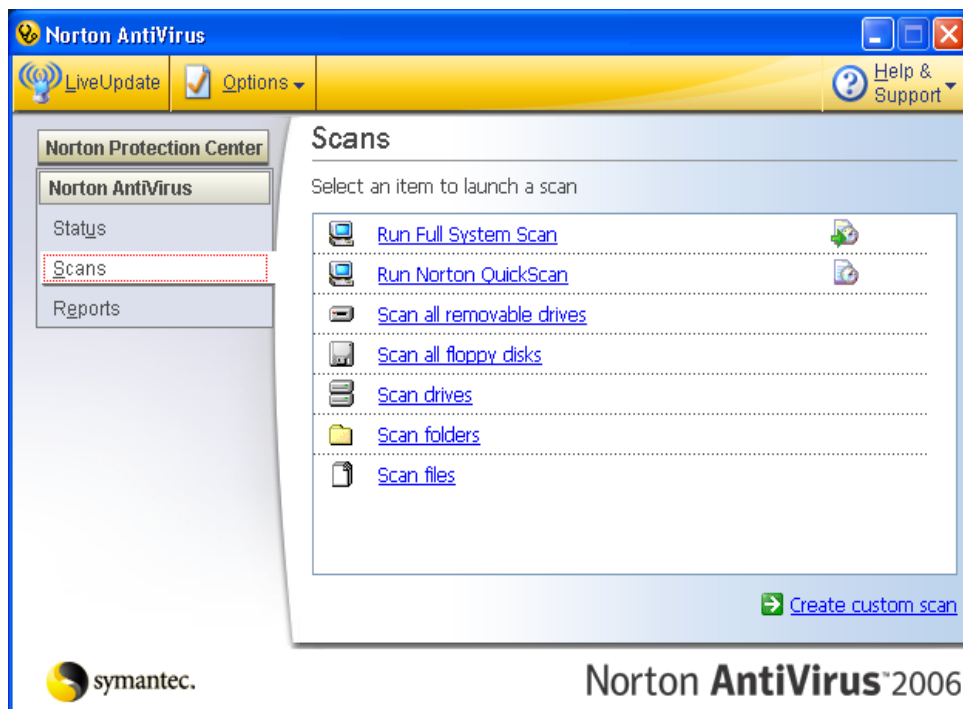 Norton AntiVirus
LiveUpdate
Options
Help &
Support
Norton Protection Center
Norton AntiVirus
Status
Scans
Reports
Scans
Select an item to launch a scan
Run Full System Scan
Run Norton QuickScan
Scan all removable drives
Scan all floppy disks
Scan drives
Scan folders
Scan files
Create custom scan
symantec.
Norton AntiVirus™2006